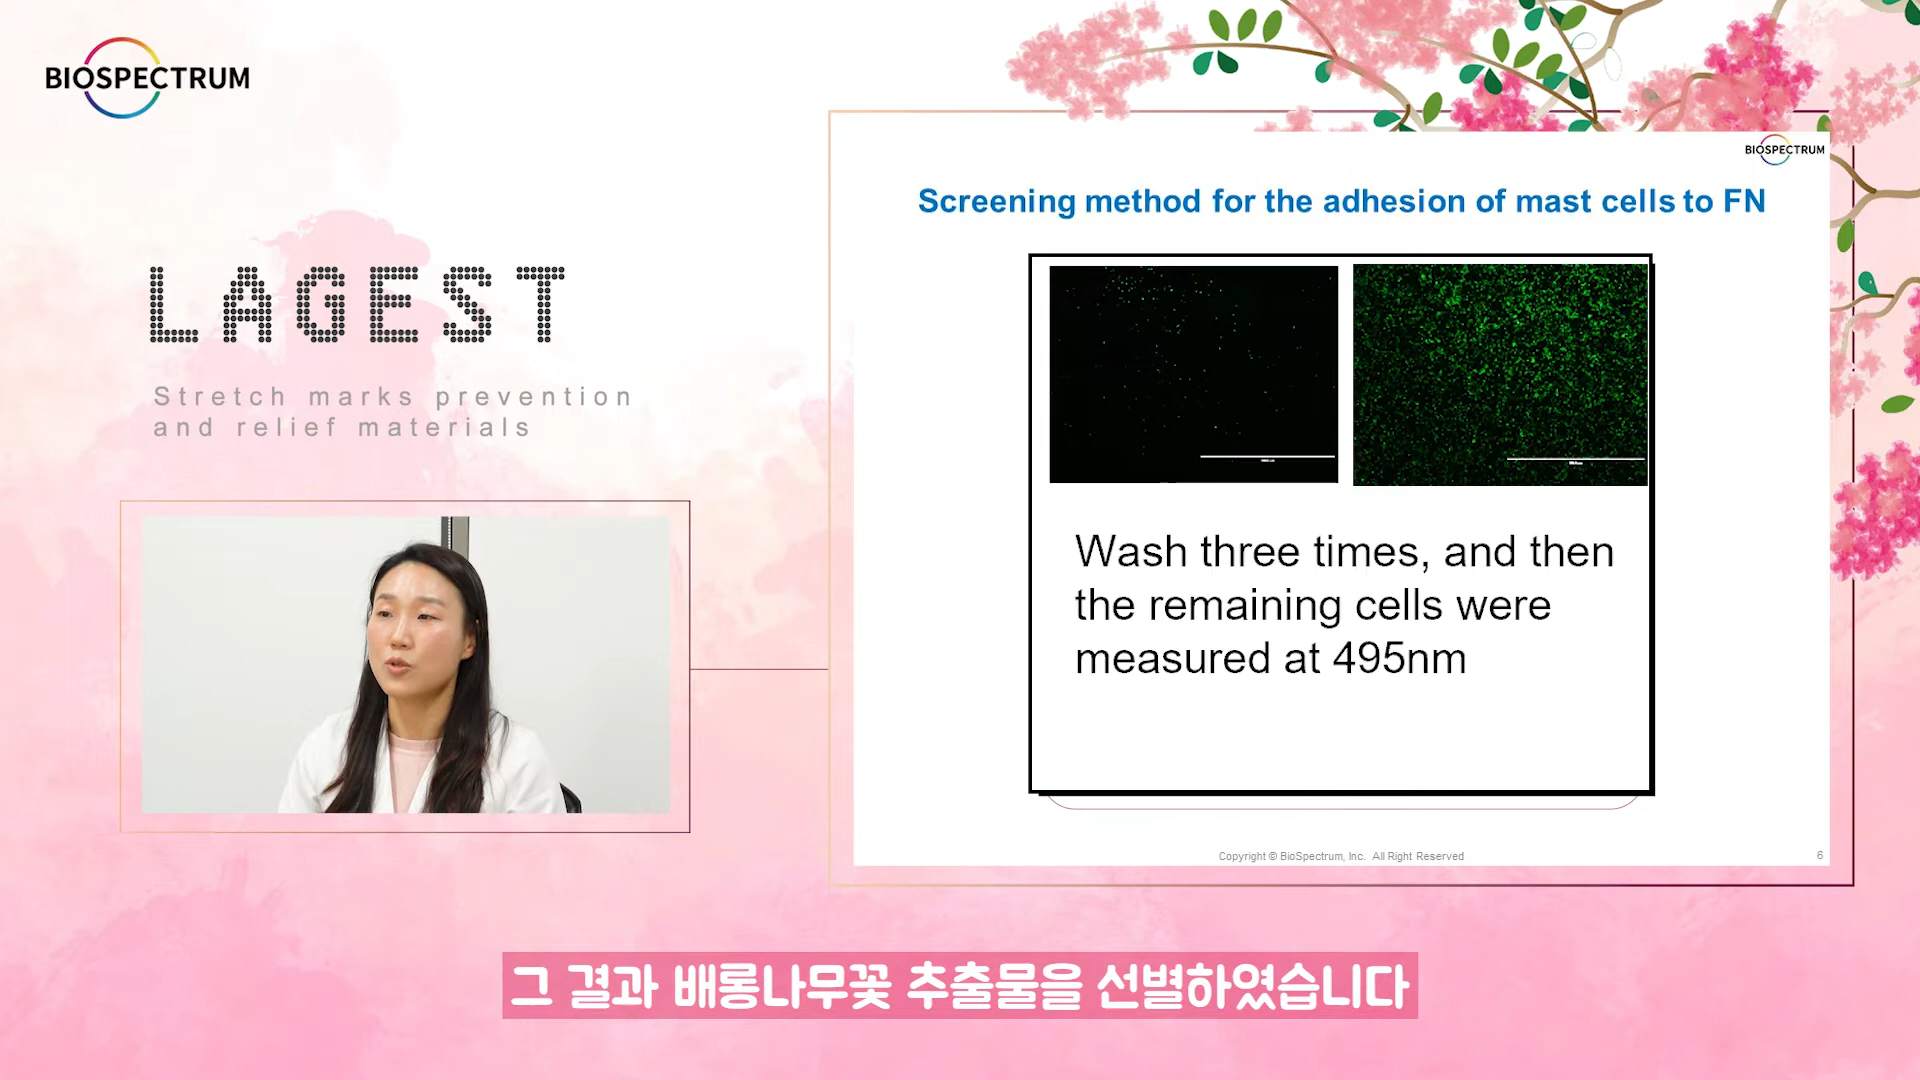 BIOSPECTRUM
LAGEST
Stretch marks prevention
and relief materials
BIOSPECTRUM
Screening method for the adhesion of mast cells to FN
Wash three times, and then
the remaining cells were
measured at 495nm
Copyright © BioSpectrum, Inc. All Right Reserved
6
그 결과 배롱나무꽃 추출물을 선별하였습니다